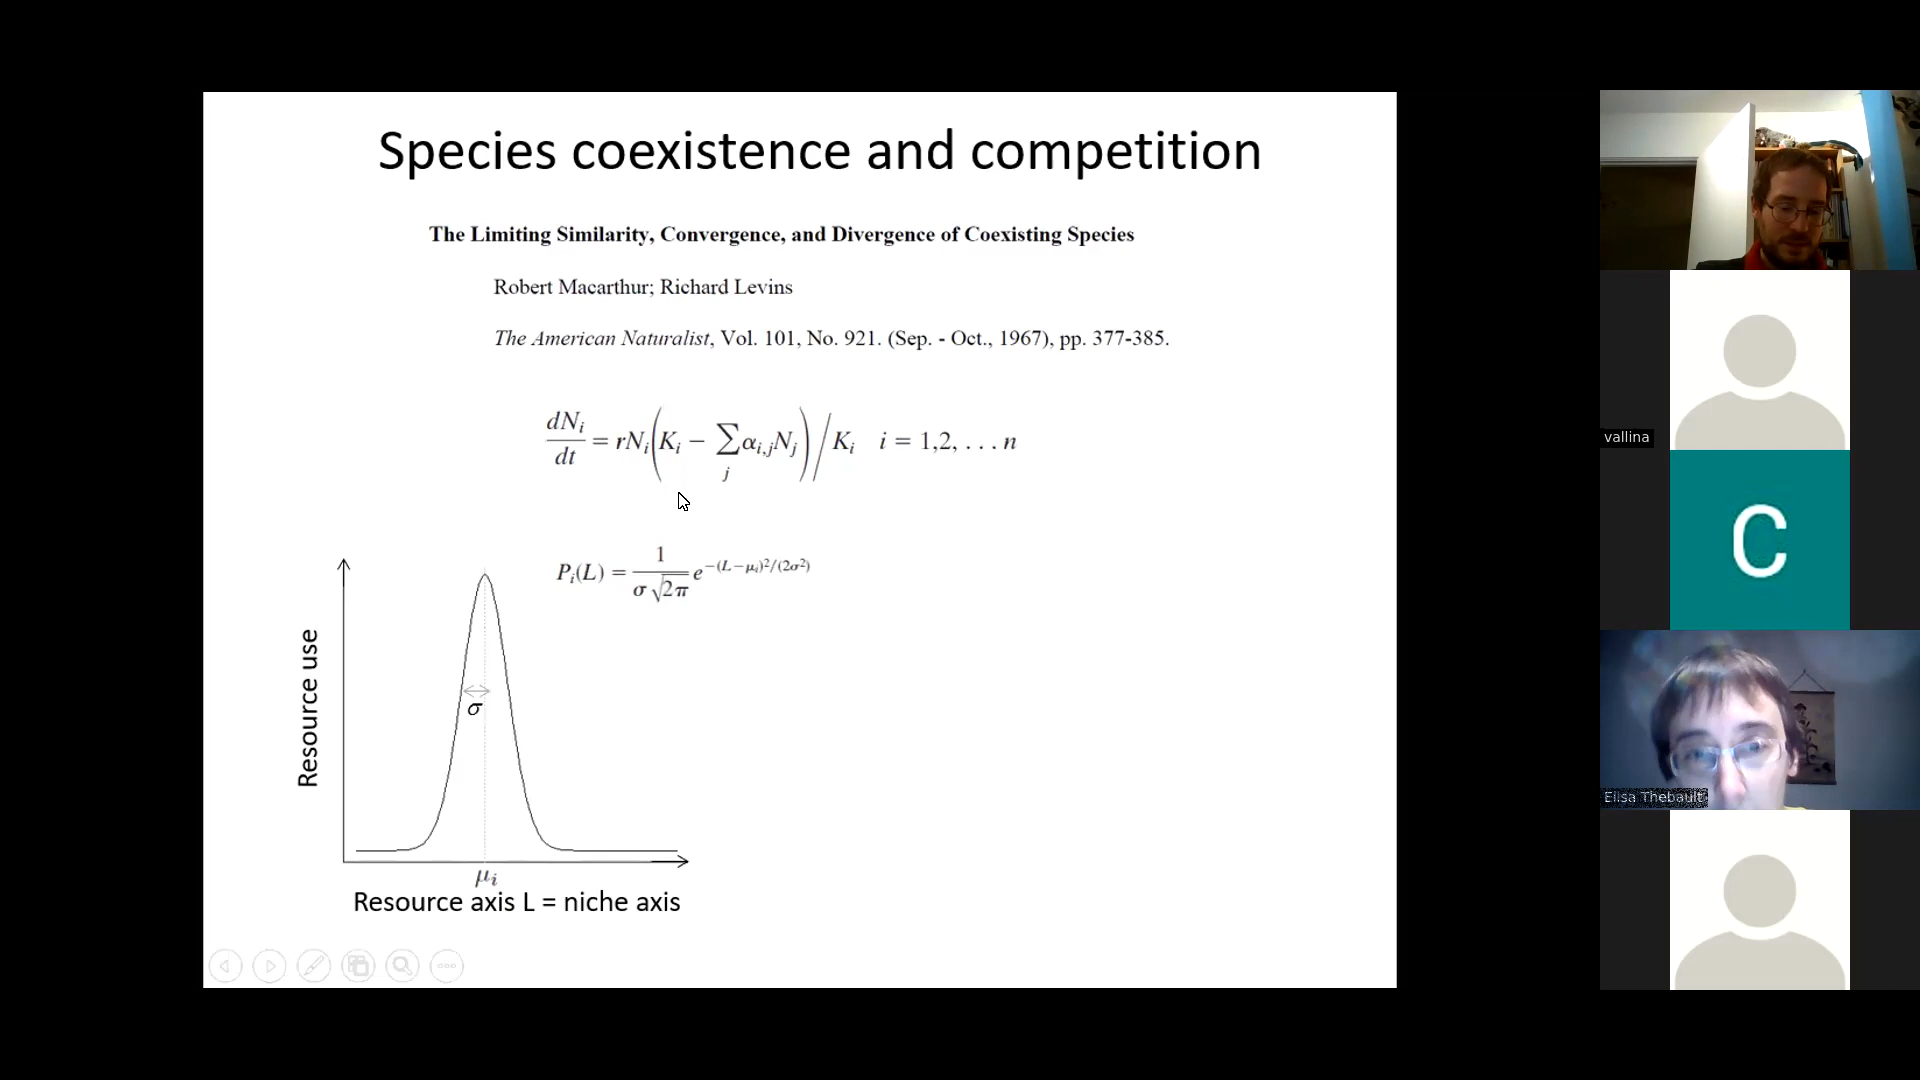 Species coexistence and competition
The Limiting Similarity, Convergence, and Divergence of Coexisting Species
Robert Macarthur; Richard Levins
The American Naturalist, Vol. 101, No. 921. (Sep. - Oct., 1967), pp. 377-385.
dNᵢ/dt = rNᵢ(Kᵢ − ∑ⱼ αᵢ,ⱼNⱼ)/Kᵢ i = 1,2, . . . n
Pᵢ(L) = 1/(σ √2π) e^−(L−μᵢ)²/(2σ²)
Resource use
σ
μᵢ
Resource axis L = niche axis
vallina
C
Elisa Thebault